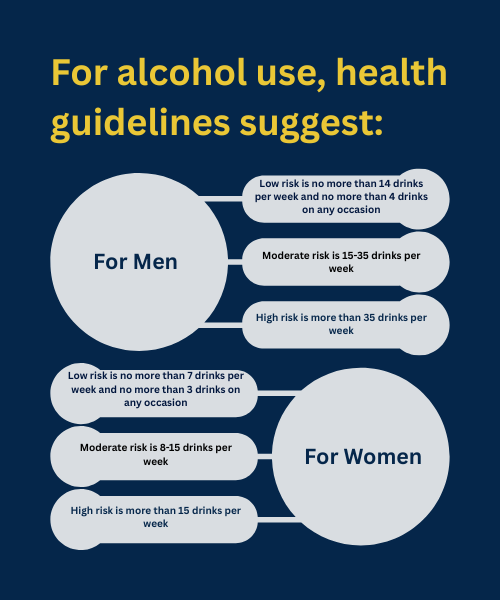 For alcohol use, health
guidelines suggest:
For Men
Low risk is no more than 14 drinks
per week and no more than 4 drinks
on any occasion
Moderate risk is 15-35 drinks per
week
High risk is more than 35 drinks per
week
Low risk is no more than 7 drinks per
week and no more than 3 drinks on
any occasion
Moderate risk is 8-15 drinks per
week
High risk is more than 15 drinks per
week
For Women